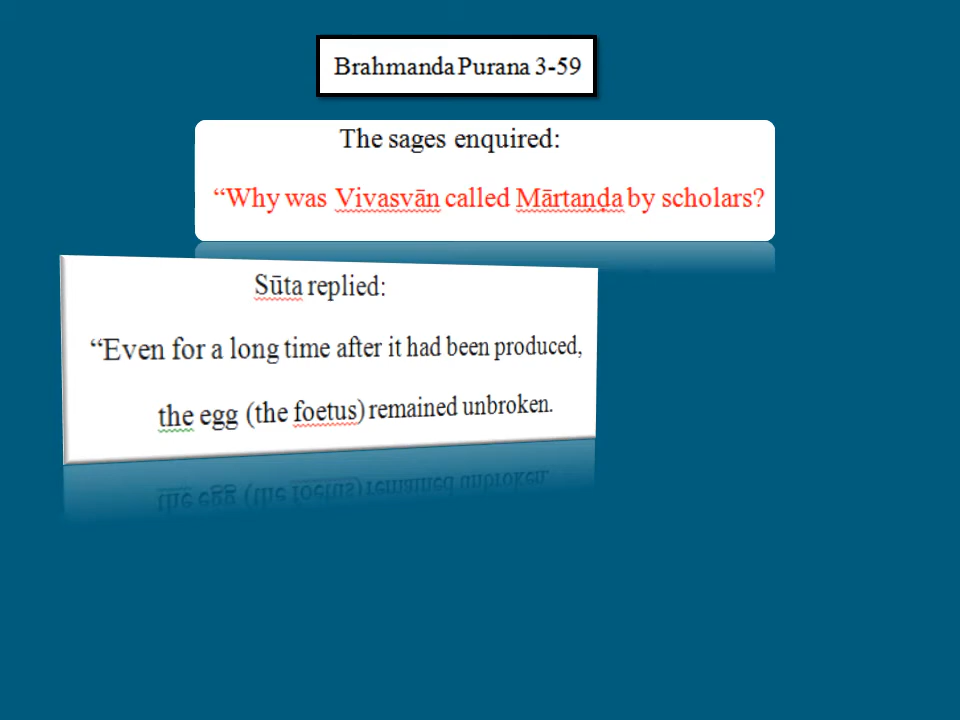 Brahmanda Purana 3-59
The sages enquired:
“Why was Vivasvān called Mārtaṇḍa by scholars?
Sūta replied:
“Even for a long time after it had been produced,
the egg (the foetus) remained unbroken.